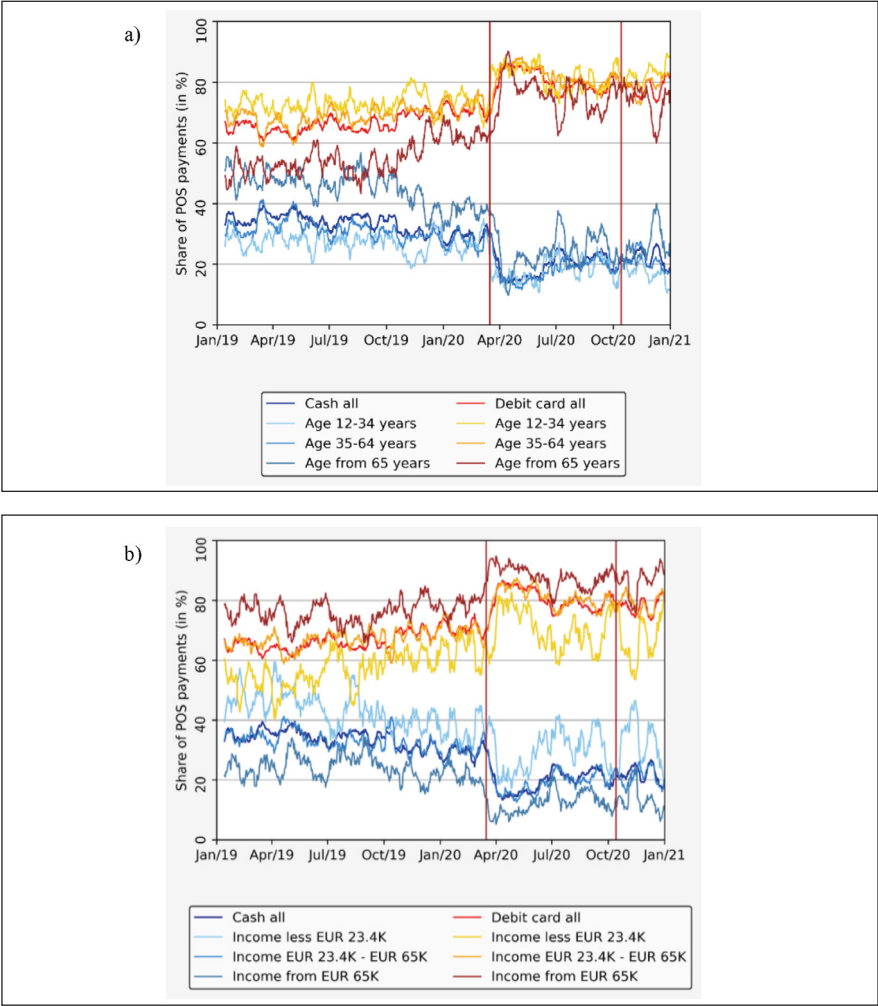 a)
100
80
60
40
20
0
Share of POS payments (in %)
Jan/19 Apr/19 Jul/19 Oct/19 Jan/20 Apr/20 Jul/20 Oct/20 Jan/21
Cash all Debit card all
Age 12-34 years Age 12-34 years
Age 35-64 years Age 35-64 years
Age from 65 years Age from 65 years
b)
100
80
60
40
20
0
Share of POS payments (in %)
Jan/19 Apr/19 Jul/19 Oct/19 Jan/20 Apr/20 Jul/20 Oct/20 Jan/21
Cash all Debit card all
Income less EUR 23.4K Income less EUR 23.4K
Income EUR 23.4K - EUR 65K Income EUR 23.4K - EUR 65K
Income from EUR 65K Income from EUR 65K